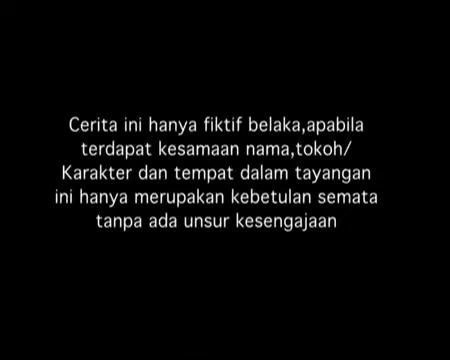 Cerita ini hanya fiktif belaka,apabila
terdapat kesamaan nama,tokoh/
Karakter dan tempat dalam tayangan
ini hanya merupakan kebetulan semata
tanpa ada unsur kesengajaan